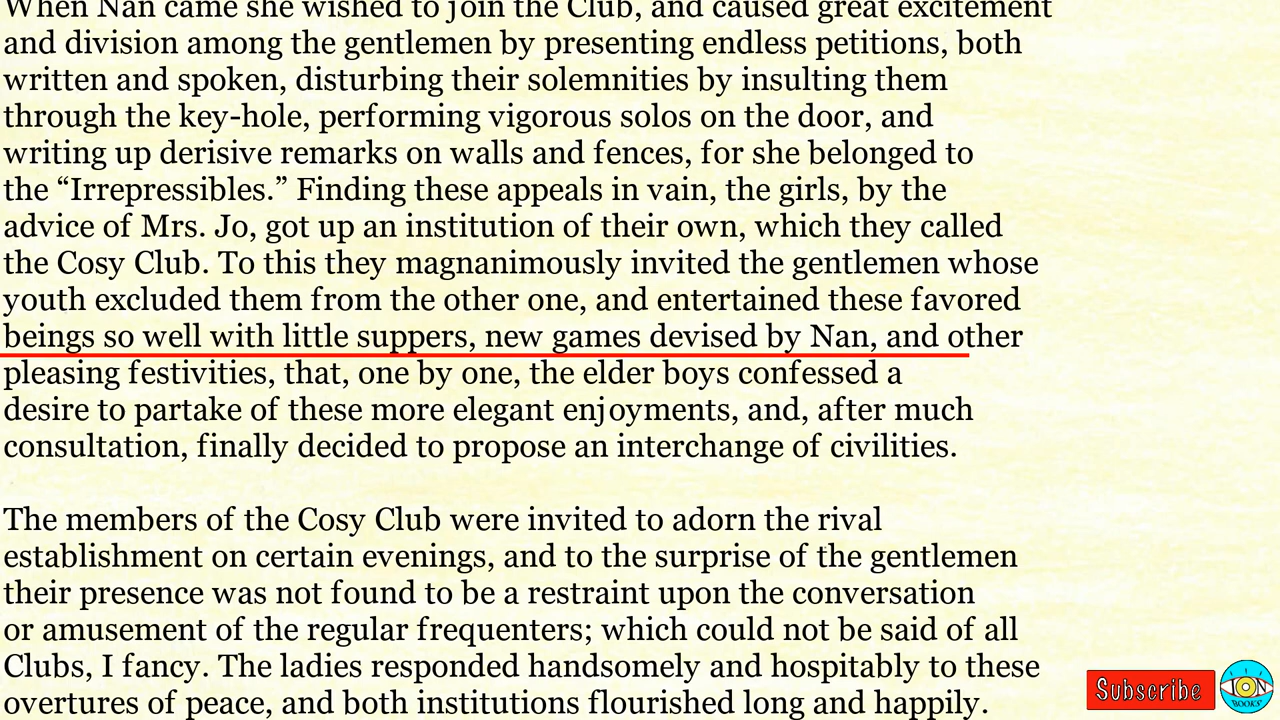 When Nan came she wished to join the Club, and caused great excitement
and division among the gentlemen by presenting endless petitions, both
written and spoken, disturbing their solemnities by insulting them
through the key-hole, performing vigorous solos on the door, and
writing up derisive remarks on walls and fences, for she belonged to
the “Irrepressibles.” Finding these appeals in vain, the girls, by the
advice of Mrs. Jo, got up an institution of their own, which they called
the Cosy Club. To this they magnanimously invited the gentlemen whose
youth excluded them from the other one, and entertained these favored
beings so well with little suppers, new games devised by Nan, and other
pleasing festivities, that, one by one, the elder boys confessed a
desire to partake of these more elegant enjoyments, and, after much
consultation, finally decided to propose an interchange of civilities.
The members of the Cosy Club were invited to adorn the rival
establishment on certain evenings, and to the surprise of the gentlemen
their presence was not found to be a restraint upon the conversation
or amusement of the regular frequenters; which could not be said of all
Clubs, I fancy. The ladies responded handsomely and hospitably to these
overtures of peace, and both institutions flourished long and happily.
Subscribe
ION
BOOKS